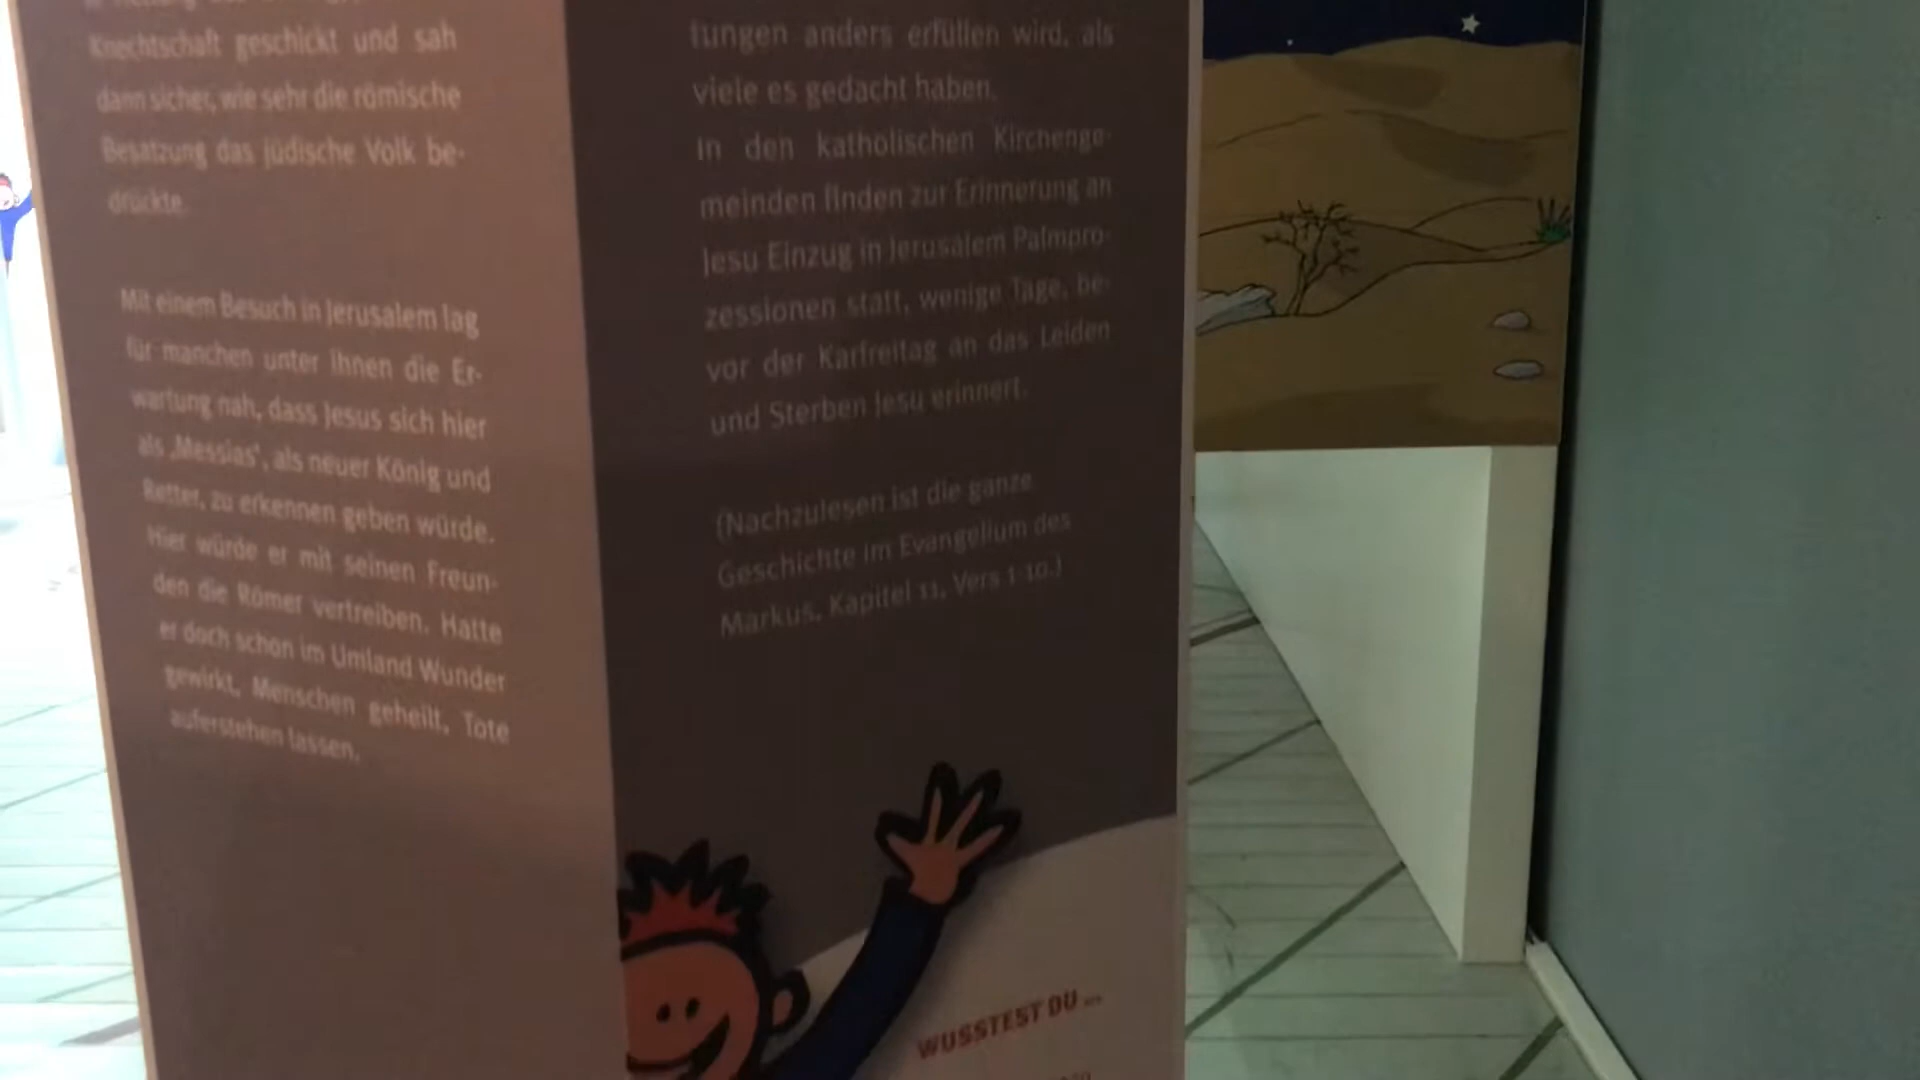 Knechtschaft geschickt und sah
dann sicher, wie sehr die römische
Besatzung das jüdische Volk be-
drückte.
Mit einem Besuch in Jerusalem lag
für manchen unter ihnen die Er-
wartung nah, dass Jesus sich hier
als „Messias“, als neuer König und
Retter, zu erkennen geben würde.
Hier würde er mit seinen Freun-
den die Römer vertreiben. Hatte
er doch schon im Umland Wunder
gewirkt, Menschen geheilt, Tote
auferstehen lassen.
tungen anders erfüllen wird, als
viele es gedacht haben.
In den katholischen Kirchenge-
meinden finden zur Erinnerung an
Jesu Einzug in Jerusalem Palmpro-
zessionen statt, wenige Tage, be-
vor der Karfreitag an das Leiden
und Sterben Jesu erinnert.
(Nachzulesen ist die ganze
Geschichte im Evangelium des
Markus, Kapitel 11, Vers 1-10.)
WUSSTEST DU ...